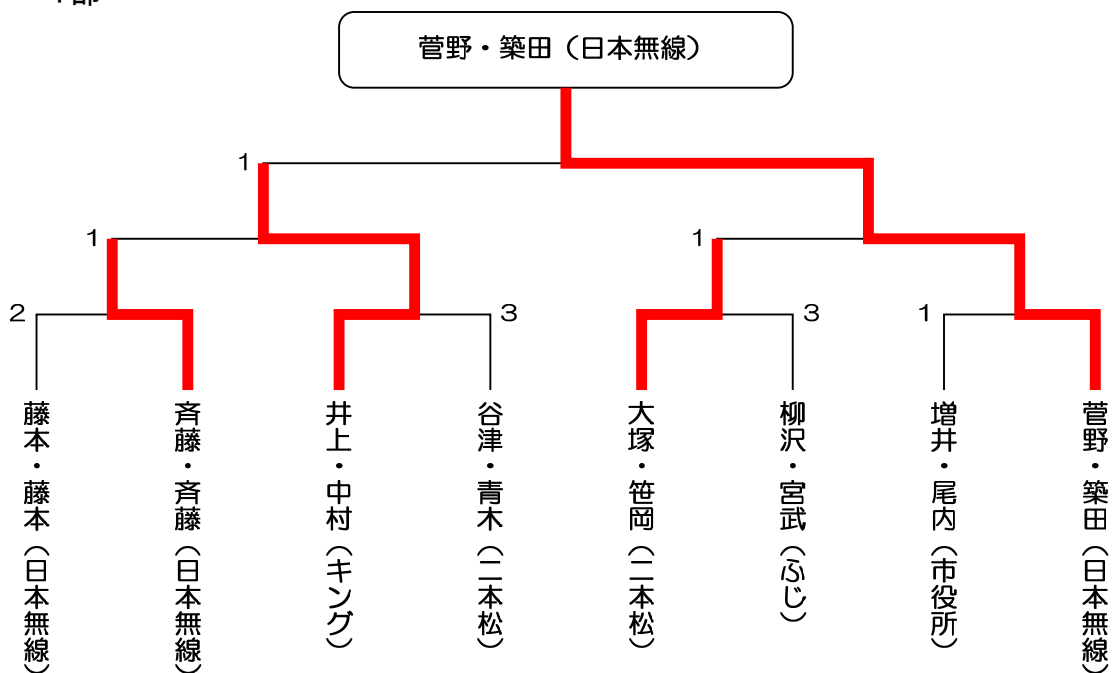 菅野・築田（日本無線）
1
1
1
2
3
3
1
藤本・藤本（日本無線）
斉藤・斉藤（日本無線）
井上・中村（キング）
谷津・青木（二本松）
大塚・笹岡（二本松）
柳沢・宮武（ふじ）
増井・尾内（市役所）
菅野・築田（日本無線）